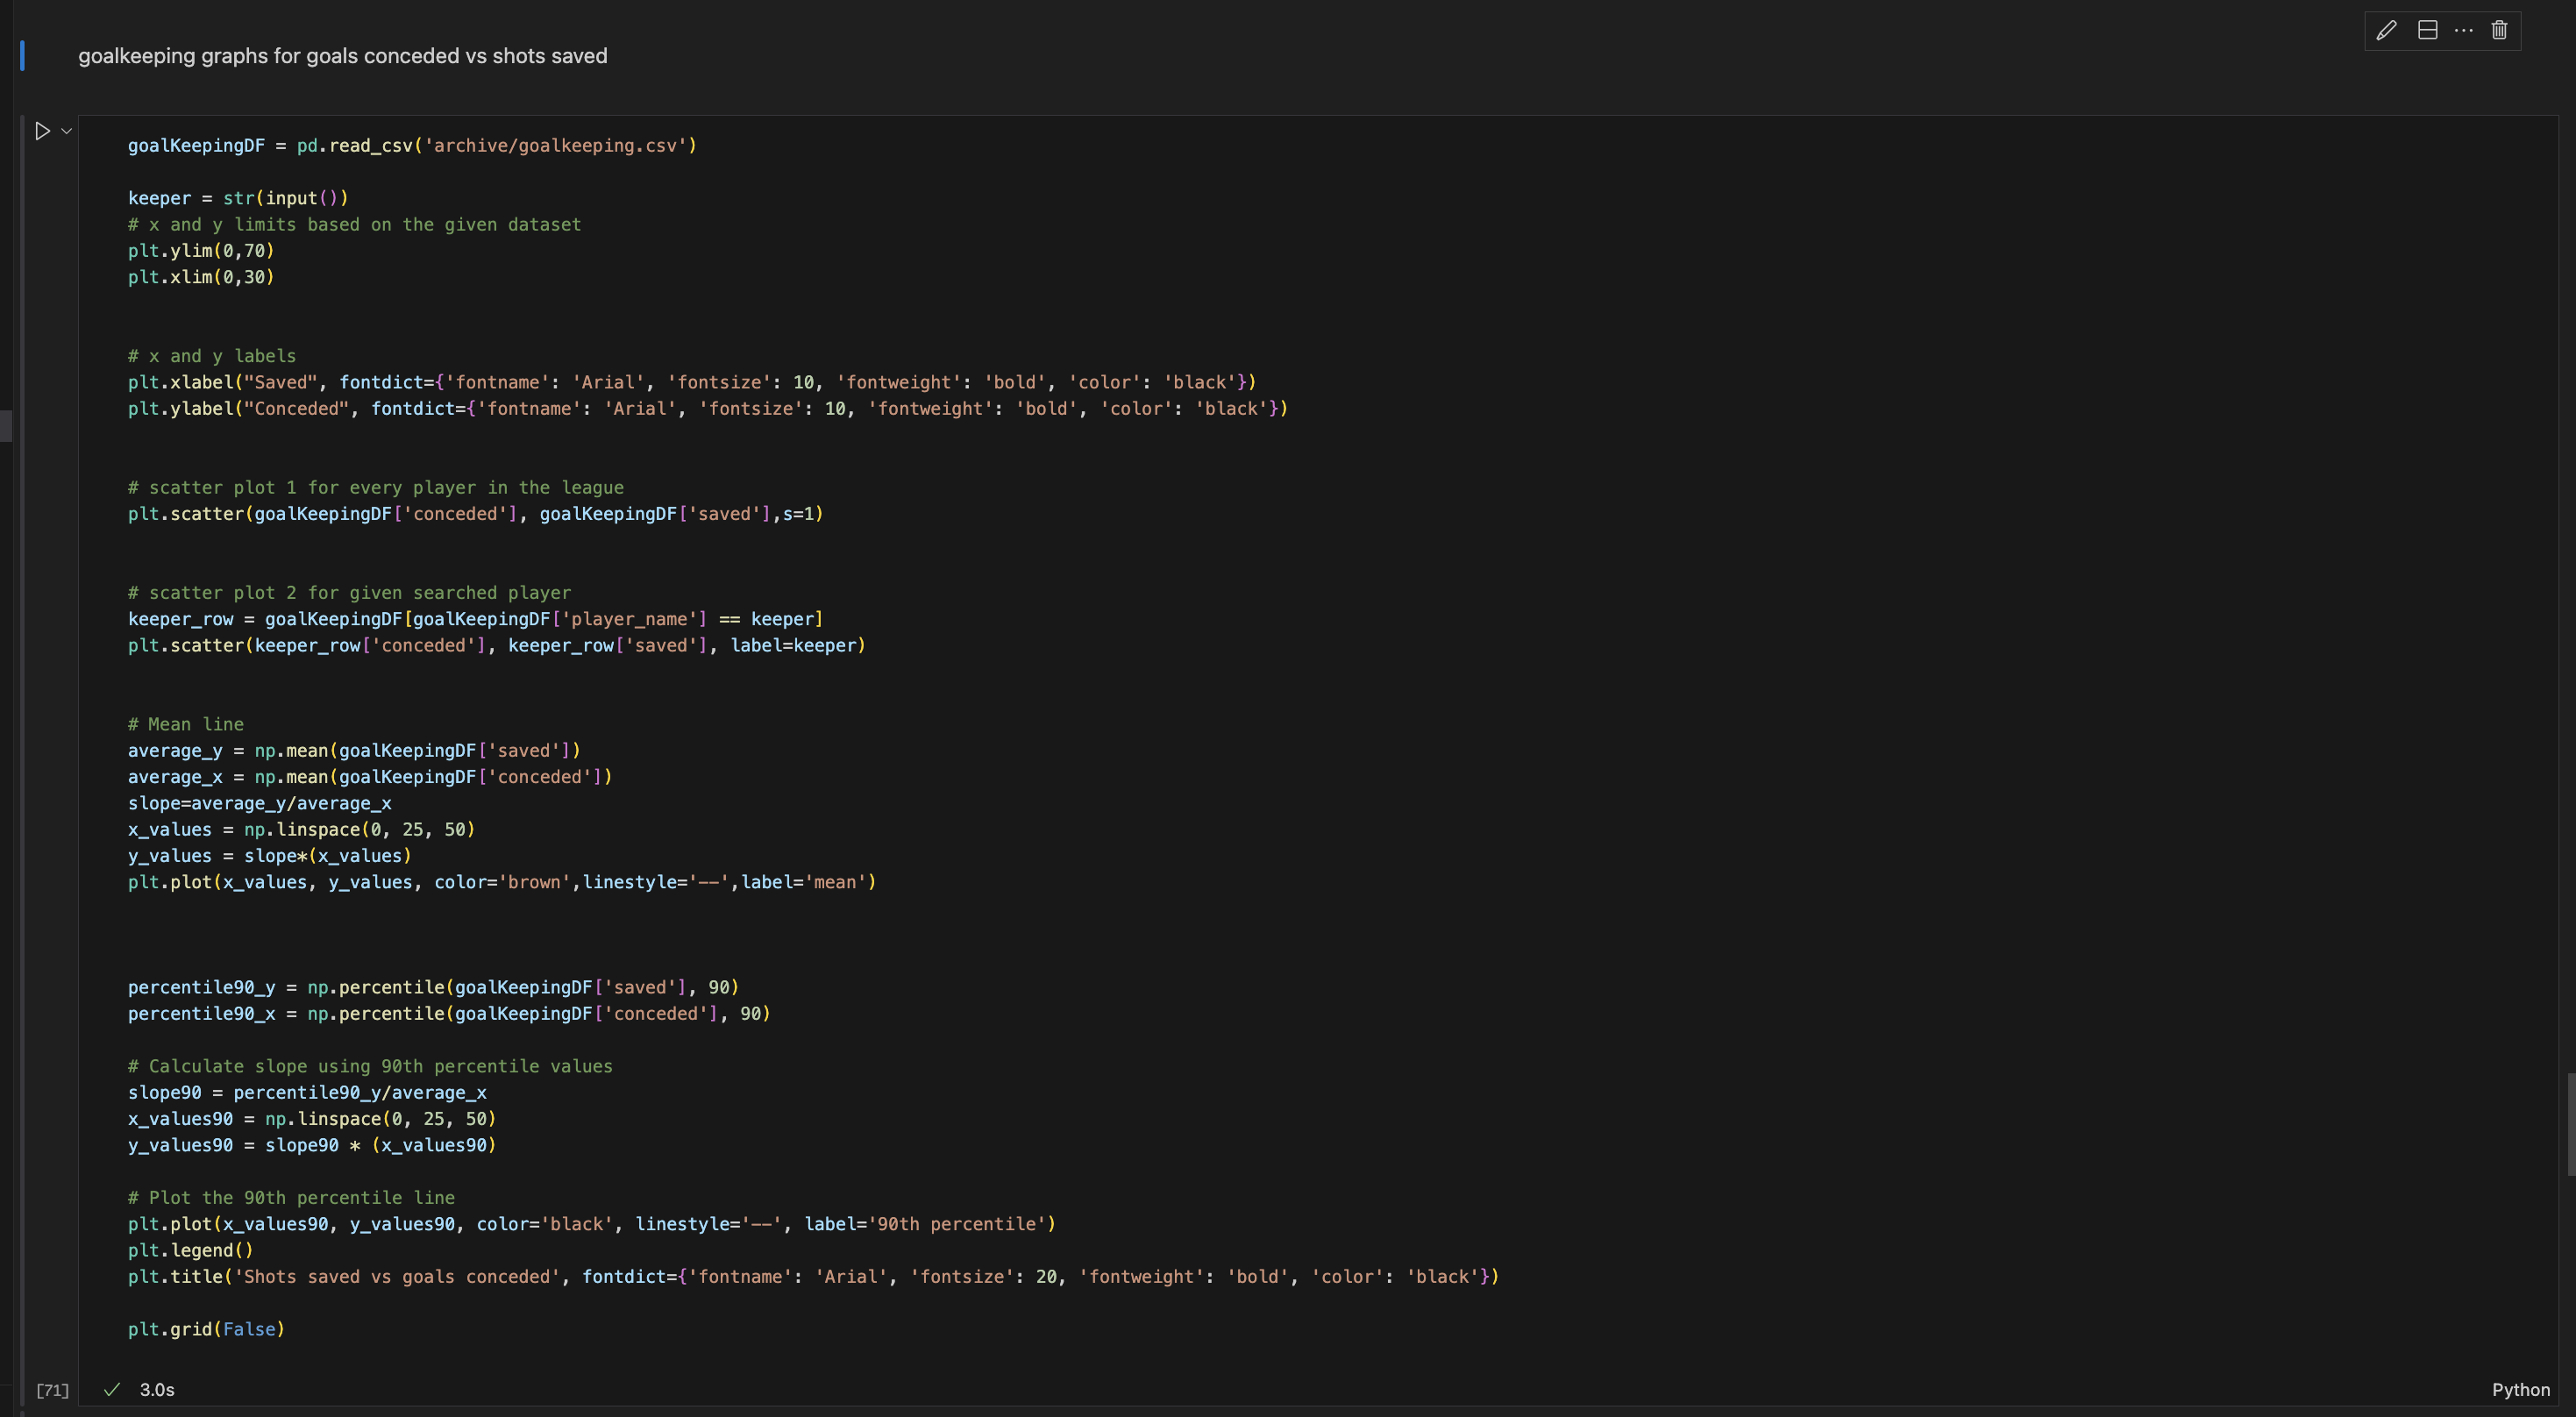 goalkeeping graphs for goals conceded vs shots saved
goalKeepingDF = pd.read_csv('archive/goalkeeping.csv')
keeper = str(input())
# x and y limits based on the given dataset
plt.ylim(0,70)
plt.xlim(0,30)
# x and y labels
plt.xlabel("Saved", fontdict={'fontname': 'Arial', 'fontsize': 10, 'fontweight': 'bold', 'color': 'black'})
plt.ylabel("Conceded", fontdict={'fontname': 'Arial', 'fontsize': 10, 'fontweight': 'bold', 'color': 'black'})
# scatter plot 1 for every player in the league
plt.scatter(goalKeepingDF['conceded'], goalKeepingDF['saved'],s=1)
# scatter plot 2 for given searched player
keeper_row = goalKeepingDF[goalKeepingDF['player_name'] == keeper]
plt.scatter(keeper_row['conceded'], keeper_row['saved'], label=keeper)
# Mean line
average_y = np.mean(goalKeepingDF['saved'])
average_x = np.mean(goalKeepingDF['conceded'])
slope=average_y/average_x
x_values = np.linspace(0, 25, 50)
y_values = slope*(x_values)
plt.plot(x_values, y_values, color='brown',linestyle='--',label='mean')
percentile90_y = np.percentile(goalKeepingDF['saved'], 90)
percentile90_x = np.percentile(goalKeepingDF['conceded'], 90)
# Calculate slope using 90th percentile values
slope90 = percentile90_y/average_x
x_values90 = np.linspace(0, 25, 50)
y_values90 = slope90 * (x_values90)
# Plot the 90th percentile line
plt.plot(x_values90, y_values90, color='black', linestyle='--', label='90th percentile')
plt.legend()
plt.title('Shots saved vs goals conceded', fontdict={'fontname': 'Arial', 'fontsize': 20, 'fontweight': 'bold', 'color': 'black'})
plt.grid(False)
[71] 3.0s Python